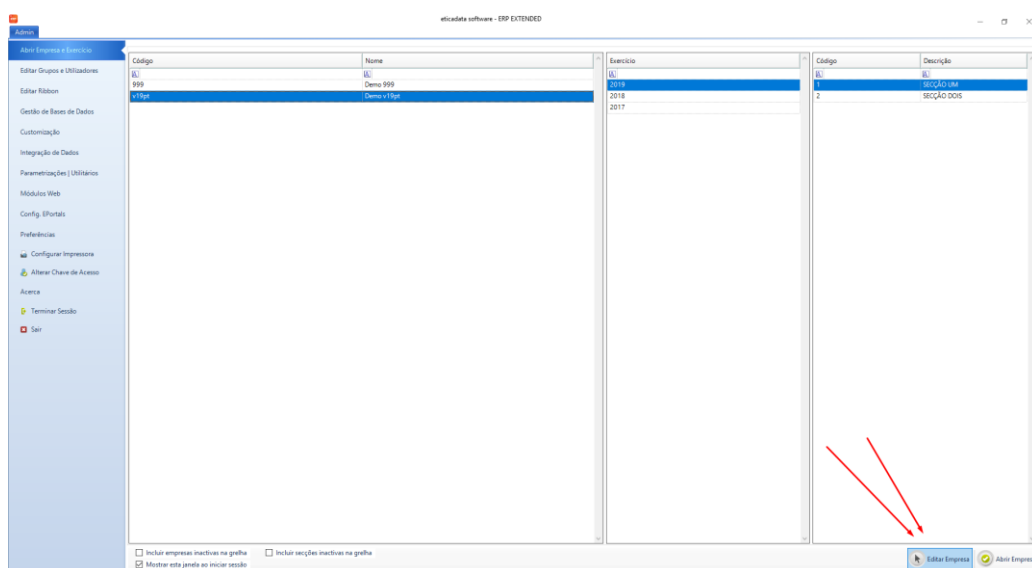 eticadata software - ERP EXTENDED
Admin
Abrir Empresa e Exercício
Editar Grupos e Utilizadores
Editar Ribbon
Gestão de Bases de Dados
Customização
Integração de Dados
Parametrizações | Utilitários
Módulos Web
Config. EPortals
Preferências
Configurar Impressora
Alterar Chave de Acesso
Acerca
Terminar Sessão
Sair
Código Nome
999 Demo 999
v19pt Demo v19pt
Exercício
2019
2018
2017
Código Descrição
1 SECÇÃO UM
2 SECÇÃO DOIS
Incluir empresas inactivas na grelha Incluir secções inactivas na grelha
Mostrar esta janela ao iniciar sessão
Editar Empresa Abrir Empres